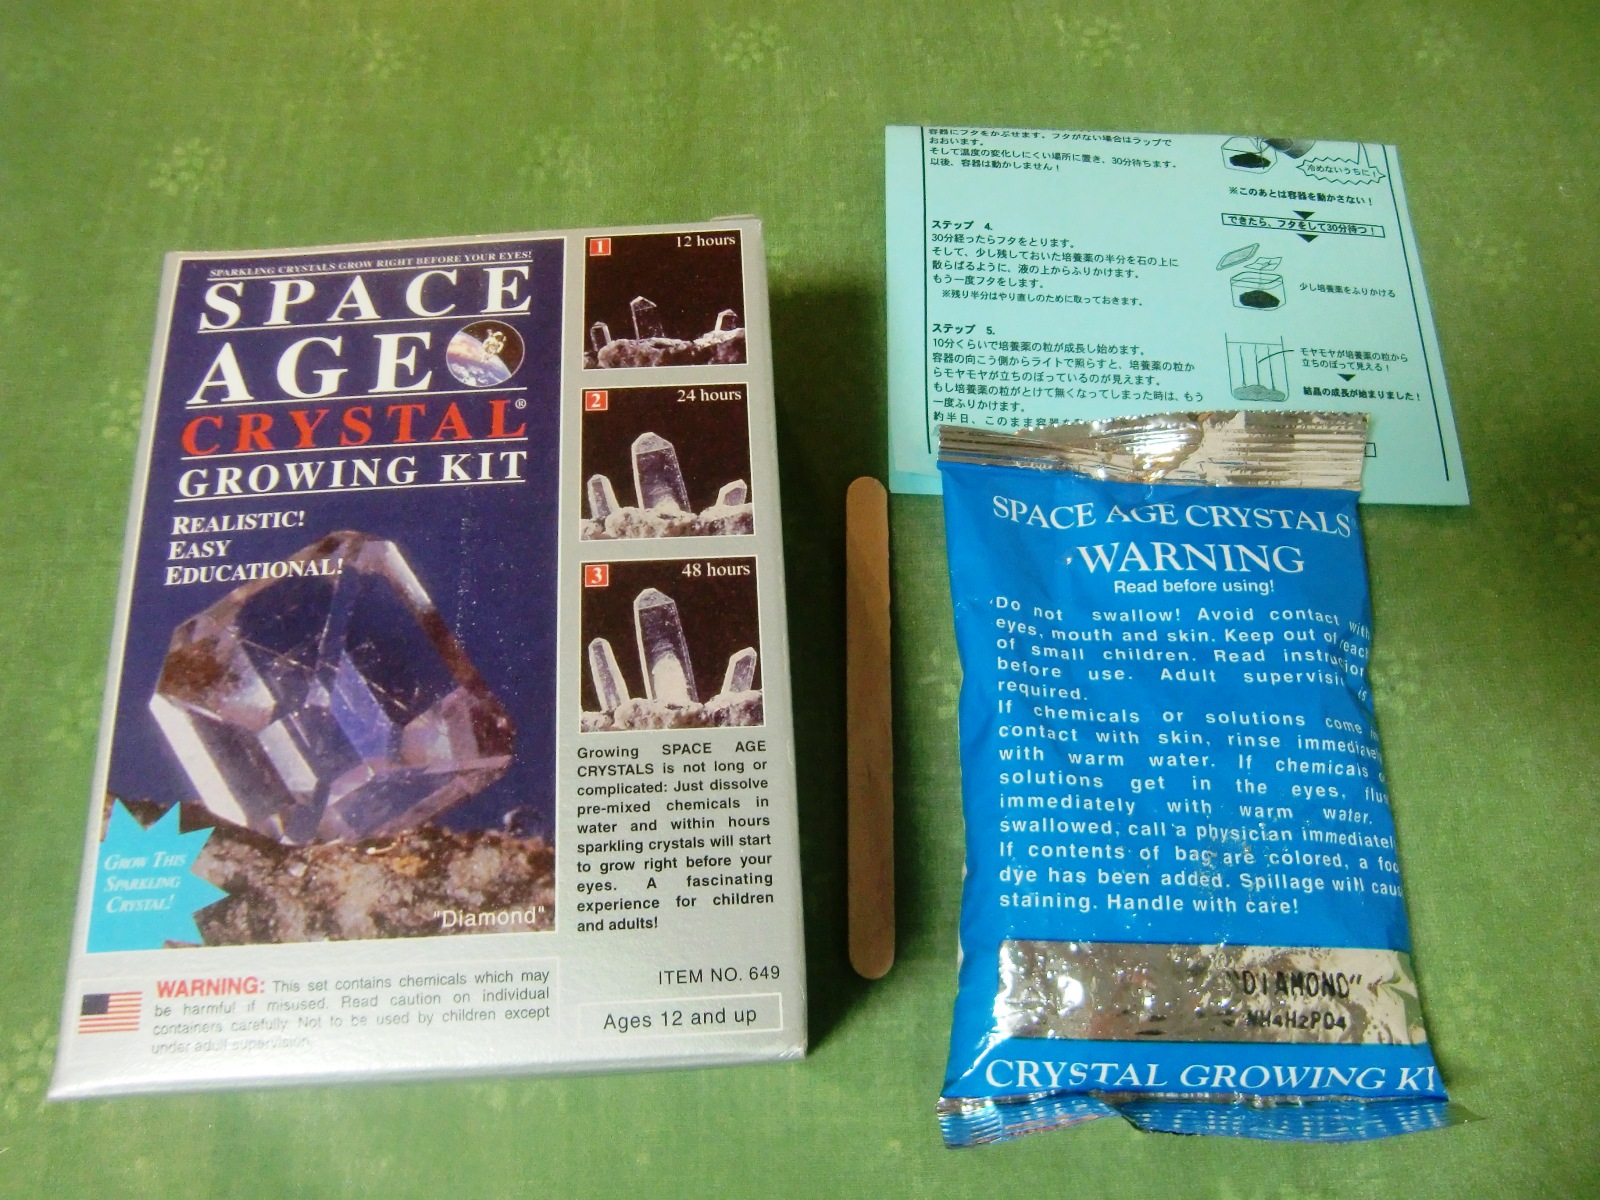 SPARKLING CRYSTALS GROW RIGHT BEFORE YOUR EYES!
SPACE
AGE
CRYSTAL®
GROWING KIT
REALISTIC!
EASY
EDUCATIONAL!
GROW THIS
SPARKLING
CRYSTAL!
"Diamond"
WARNING: This set contains chemicals which may
be harmful if misused. Read caution on individual
containers carefully. Not to be used by children except
under adult supervision.
1 12 hours
2 24 hours
3 48 hours
Growing SPACE AGE
CRYSTALS is not long or
complicated: Just dissolve
pre-mixed chemicals in
water and within hours
sparkling crystals will start
to grow right before your
eyes. A fascinating
experience for children
and adults!
ITEM NO. 649
Ages 12 and up
容器にフタをかぶせます。フタがない場合はラップで
おおいます。
そして温度の変化しにくい場所に置き、30分待ちます。
以後、容器は動かしません！
ステップ 4.
30分経ったらフタをとります。
そして、少し残しておいた培養薬の半分を石の上に
散らばるように、液の上からふりかけます。
もう一度フタをします。
※残り半分はやり直しのために取っておきます。
ステップ 5.
10分くらいで培養薬の粒が成長し始めます。
容器の向こう側からライトで照らすと、培養薬の粒か
らモヤモヤが立ちのぼっているのが見えます。
もし培養薬の粒がとけて無くなってしまった時は、もう
一度ふりかけます。
約半日、このまま容器を
冷めないうちに！
※このあとは容器を動かさない！
できたら、フタをして30分待つ！
少し培養薬をふりかける
モヤモヤが培養薬の粒から
立ちのぼって見える！
結晶の成長が始まりました！
SPACE AGE CRYSTALS®
WARNING
Read before using!
Do not swallow! Avoid contact with
eyes, mouth and skin. Keep out of reach
of small children. Read instruction
before use. Adult supervisi is
required.
If chemicals or solutions come in
contact with skin, rinse immediately
with warm water. If chemicals o
solutions get in the eyes, flus
immediately with warm water.
swallowed, call a physician immediatel
If contents of bag are colored, a foo
dye has been added. Spillage will caus
staining. Handle with care!
"DIAMOND"
NH4H2PO4
CRYSTAL GROWING KI